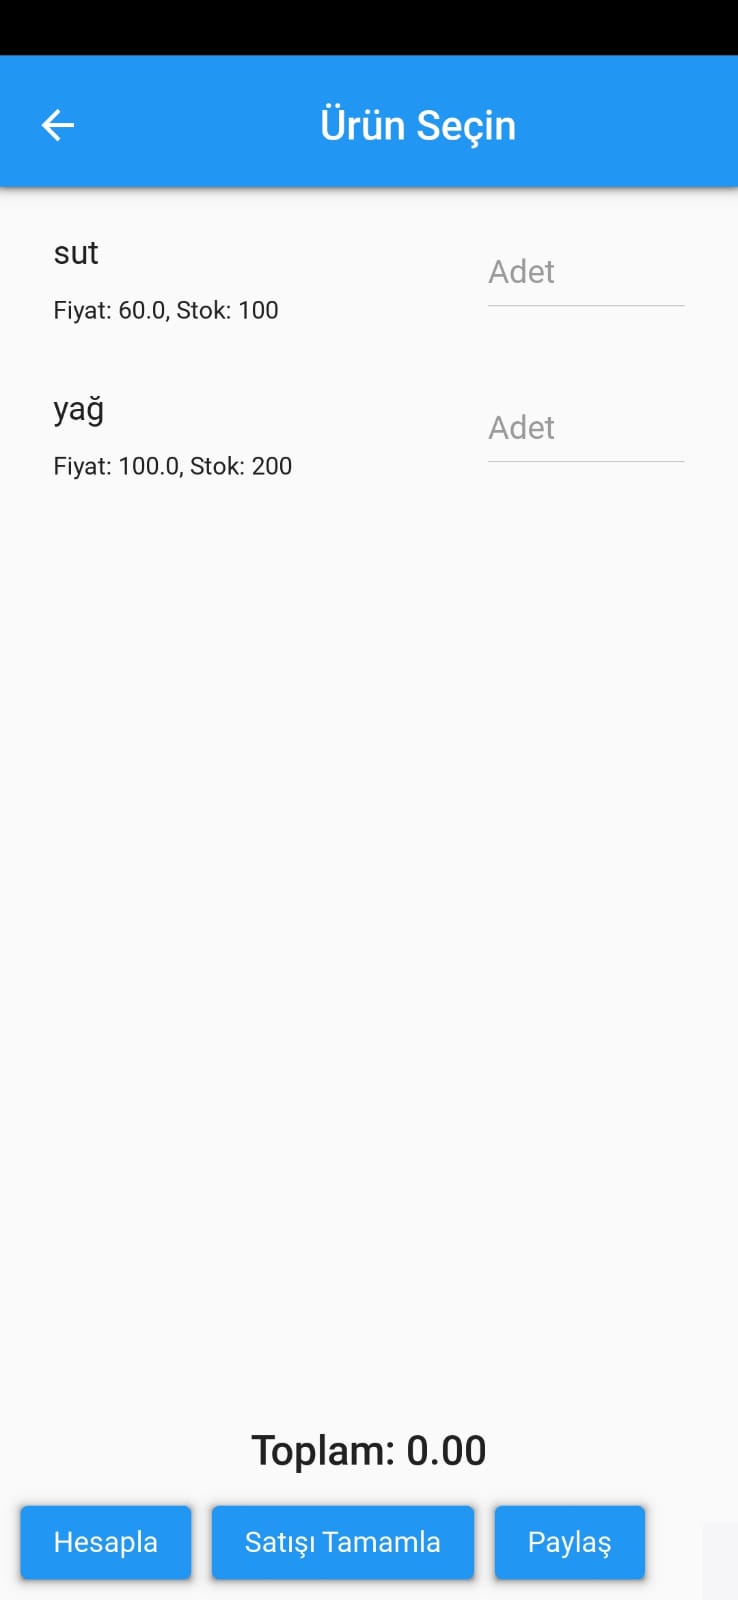 Ürün Seçin
sut
Adet
Fiyat: 60.0, Stok: 100
yağ
Adet
Fiyat: 100.0, Stok: 200
Toplam: 0.00
Hesapla
Satışı Tamamla
Paylaş